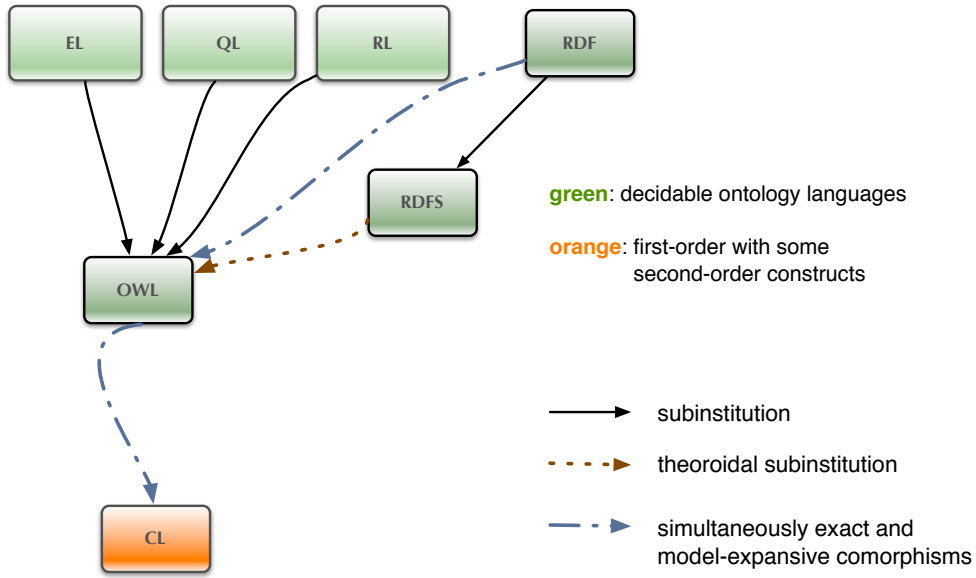 EL
QL
RL
RDF
RDFS
OWL
CL
green: decidable ontology languages
orange: first-order with some
second-order constructs
subinstitution
theoroidal subinstitution
simultaneously exact and
model-expansive comorphisms